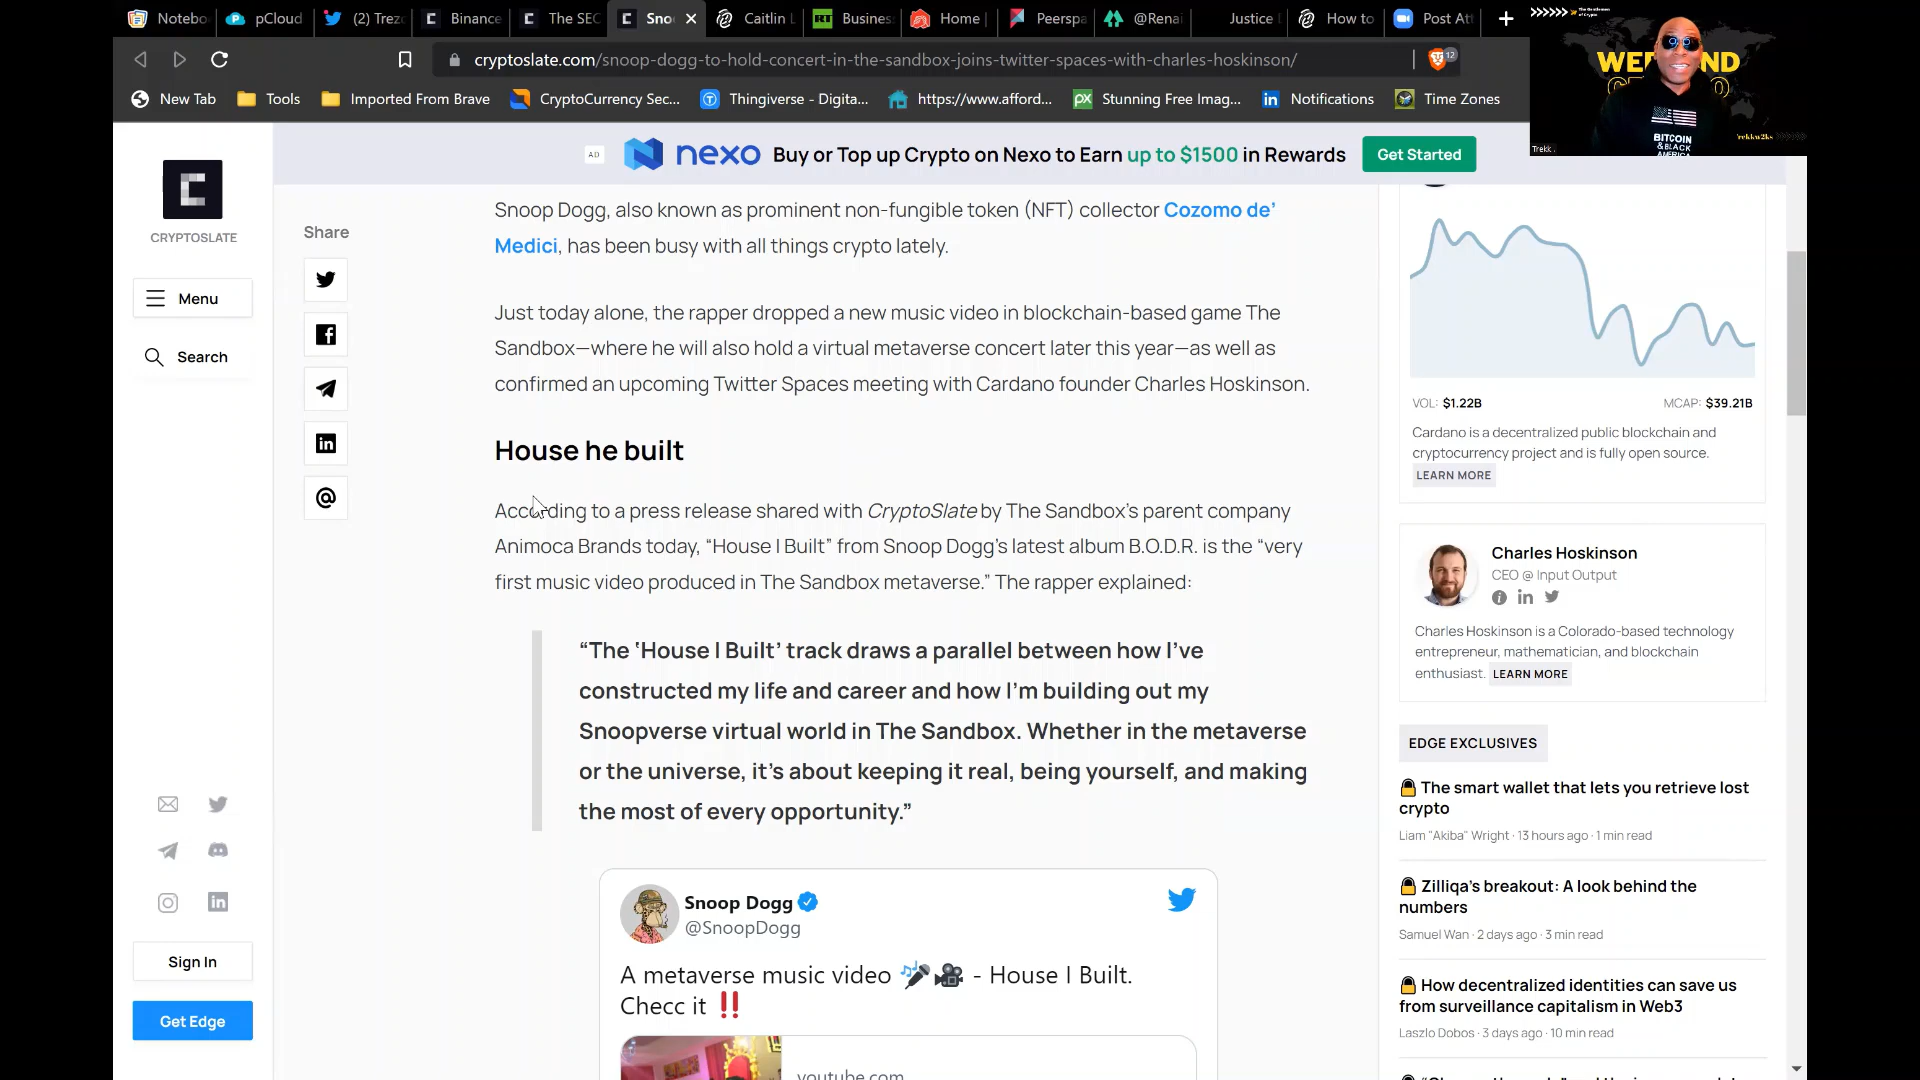 Notebo
pCloud
(2) Trezo
Binance
The SEC
Snoo
Caitlin L
Busines
Home
Peerspa
@Renai
Justice
How to
Post Att
cryptoslate.com/snoop-dogg-to-hold-concert-in-the-sandbox-joins-twitter-spaces-with-charles-hoskinson/
12
New Tab
Tools
Imported From Brave
CryptoCurrency Sec...
Thingiverse - Digita...
https://www.afford...
Stunning Free Imag...
Notifications
Time Zones
BITCOIN
& BLACK
AMERICA
Trekk .
AD
nexo
Buy or Top up Crypto on Nexo to Earn up to $1500 in Rewards
Get Started
CRYPTOSLATE
Menu
Search
Share
Snoop Dogg, also known as prominent non-fungible token (NFT) collector Cozomo de’
Medici, has been busy with all things crypto lately.
Just today alone, the rapper dropped a new music video in blockchain-based game The
Sandbox—where he will also hold a virtual metaverse concert later this year—as well as
confirmed an upcoming Twitter Spaces meeting with Cardano founder Charles Hoskinson.
House he built
According to a press release shared with CryptoSlate by The Sandbox’s parent company
Animoca Brands today, “House I Built” from Snoop Dogg’s latest album B.O.D.R. is the “very
first music video produced in The Sandbox metaverse.” The rapper explained:
“The ‘House I Built’ track draws a parallel between how I’ve
constructed my life and career and how I’m building out my
Snoopverse virtual world in The Sandbox. Whether in the metaverse
or the universe, it’s about keeping it real, being yourself, and making
the most of every opportunity.”
Snoop Dogg
@SnoopDogg
A metaverse music video 🎤🎥 - House I Built.
Checc it ‼️
youtube.com
VOL: $1.22B
MCAP: $39.21B
Cardano is a decentralized public blockchain and
cryptocurrency project and is fully open source.
LEARN MORE
Charles Hoskinson
CEO @ Input Output
Charles Hoskinson is a Colorado-based technology
entrepreneur, mathematician, and blockchain
enthusiast. LEARN MORE
EDGE EXCLUSIVES
🔒 The smart wallet that lets you retrieve lost
crypto
Liam "Akiba" Wright · 13 hours ago · 1 min read
🔒 Zilliqa’s breakout: A look behind the
numbers
Samuel Wan · 2 days ago · 3 min read
🔒 How decentralized identities can save us
from surveillance capitalism in Web3
Laszlo Dobos · 3 days ago · 10 min read
Sign In
Get Edge